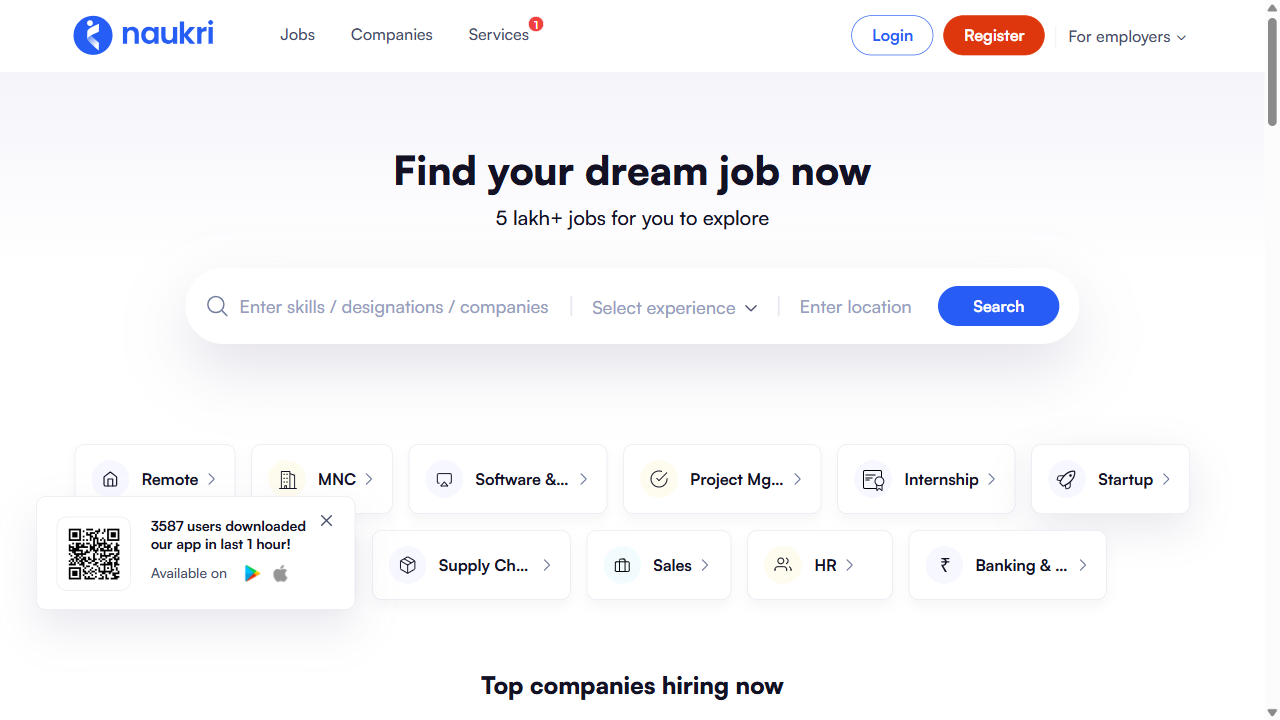 naukri
Jobs
Companies
Services
1
Login
Register
For employers
Find your dream job now
5 lakh+ jobs for you to explore
Enter skills / designations / companies
Select experience
Enter location
Search
Remote
MNC
Software &...
Project Mg...
Internship
Startup
3587 users downloaded
our app in last 1 hour!
Available on
Supply Ch...
Sales
HR
Banking & ...
Top companies hiring now